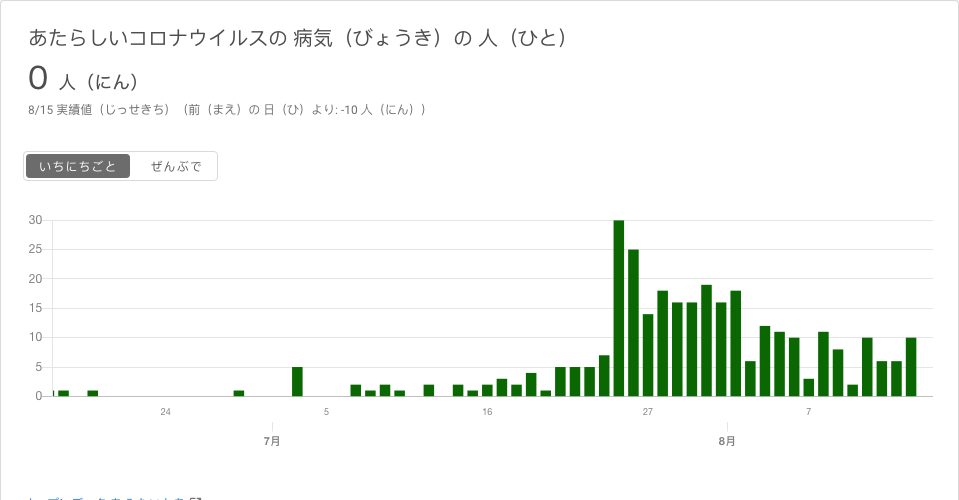 あたらしいコロナウイルスの 病気（びょうき）の 人（ひと）
0 人（にん）
8/15 実績値（じっせきち）（前（まえ）の 日（ひ）より: -10 人（にん））
いちにちごと ぜんぶで
30
25
20
15
10
5
0
24 5 16 27 7
7月 8月